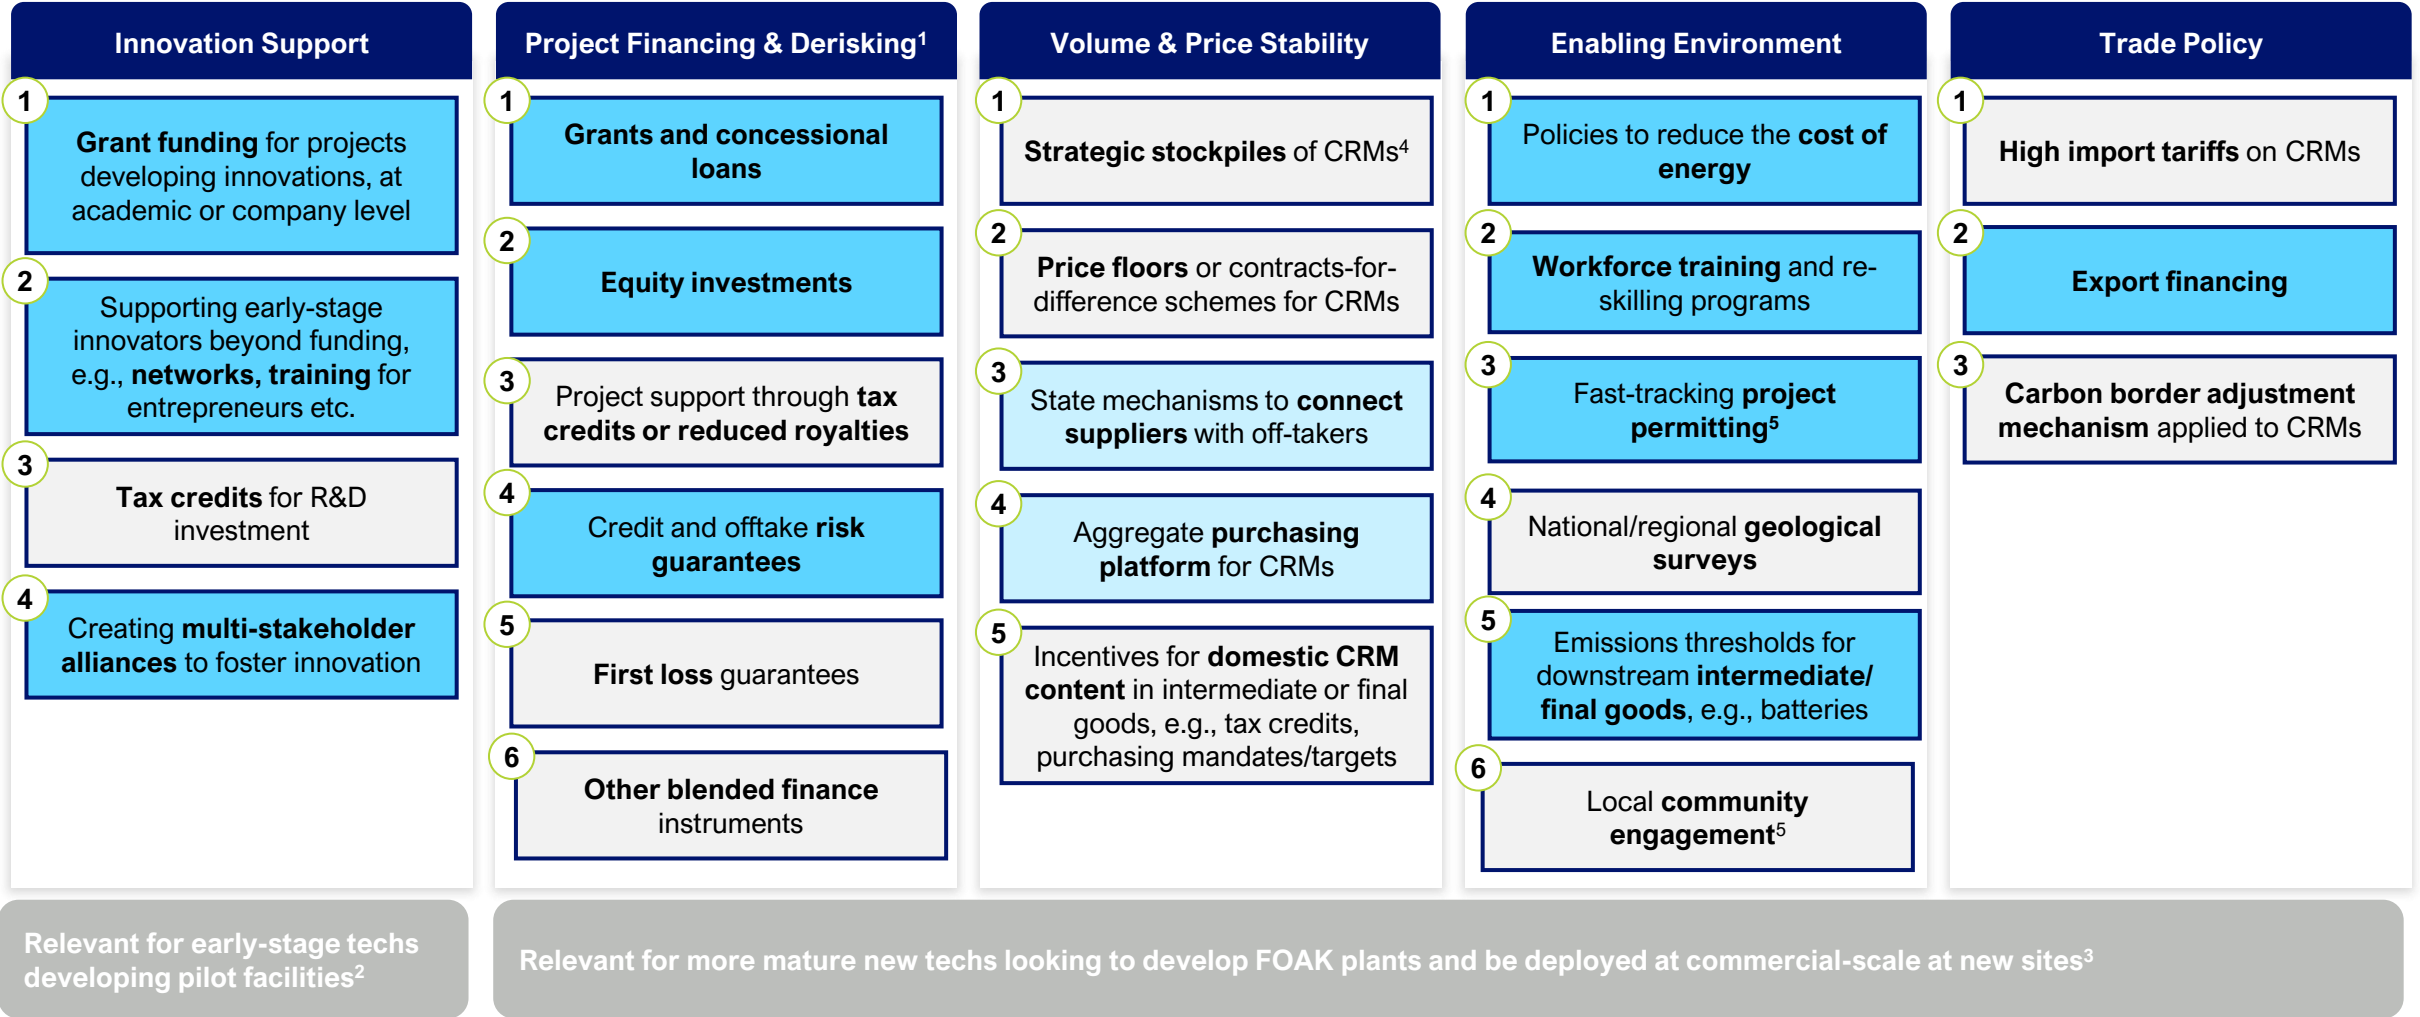 Innovation Support
1
Grant funding for projects
developing innovations, at
academic or company level
2
Supporting early-stage
innovators beyond funding,
e.g., networks, training for
entrepreneurs etc.
3
Tax credits for R&D
investment
4
Creating multi-stakeholder
alliances to foster innovation
Project Financing & Derisking¹
1
Grants and concessional
loans
2
Equity investments
3
Project support through tax
credits or reduced royalties
4
Credit and offtake risk
guarantees
5
First loss guarantees
6
Other blended finance
instruments
Volume & Price Stability
1
Strategic stockpiles of CRMs⁴
2
Price floors or contracts-for-
difference schemes for CRMs
3
State mechanisms to connect
suppliers with off-takers
4
Aggregate purchasing
platform for CRMs
5
Incentives for domestic CRM
content in intermediate or final
goods, e.g., tax credits,
purchasing mandates/targets
Enabling Environment
1
Policies to reduce the cost of
energy
2
Workforce training and re-
skilling programs
3
Fast-tracking project
permitting⁵
4
National/regional geological
surveys
5
Emissions thresholds for
downstream intermediate/
final goods, e.g., batteries
6
Local community
engagement⁵
Trade Policy
1
High import tariffs on CRMs
2
Export financing
3
Carbon border adjustment
mechanism applied to CRMs
Relevant for early-stage techs
developing pilot facilities²
Relevant for more mature new techs looking to develop FOAK plants and be deployed at commercial-scale at new sites³